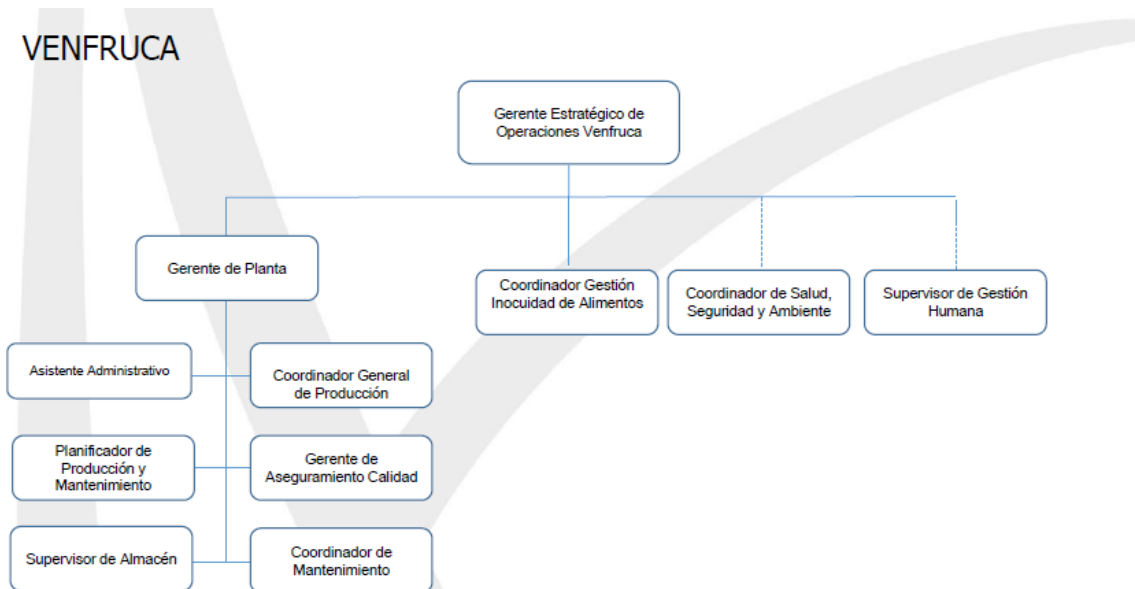 VENFRUCA
Gerente Estratégico de
Operaciones Venfruca
Gerente de Planta
Coordinador Gestión
Inocuidad de Alimentos
Coordinador de Salud,
Seguridad y Ambiente
Supervisor de Gestión
Humana
Asistente Administrativo
Coordinador General
de Producción
Planificador de
Producción y
Mantenimiento
Gerente de
Aseguramiento Calidad
Supervisor de Almacén
Coordinador de
Mantenimiento